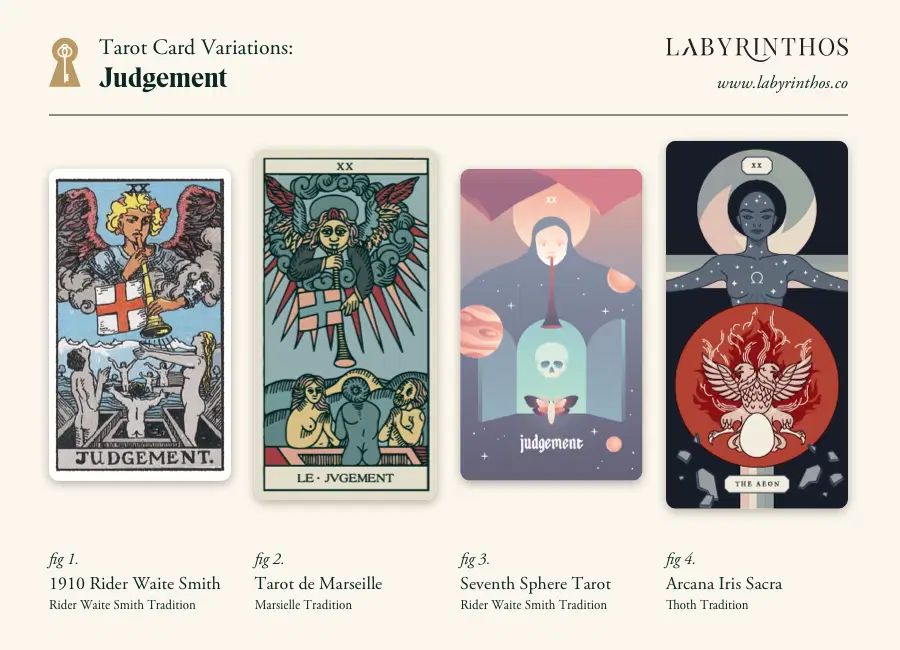 Tarot Card Variations:
Judgement
LABYRINTHOS
www.labyrinthos.co
XX
JUDGEMENT.
XX
LE · JVGEMENT
XX
judgement
XX
Ω
THE AEON
fig 1.
1910 Rider Waite Smith
Rider Waite Smith Tradition
fig 2.
Tarot de Marseille
Marsielle Tradition
fig 3.
Seventh Sphere Tarot
Rider Waite Smith Tradition
fig 4.
Arcana Iris Sacra
Thoth Tradition